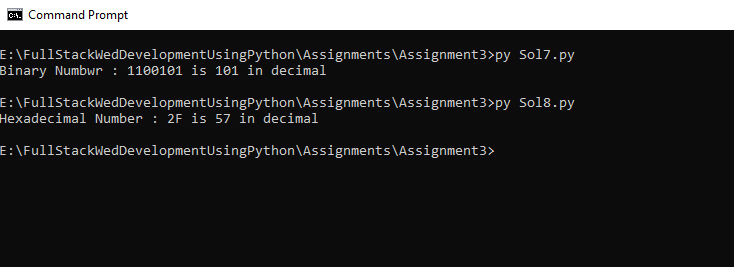 Command Prompt
E:\FullStackWedDevelopmentUsingPython\Assignments\Assignment3>py Sol7.py
Binary Numbwr : 1100101 is 101 in decimal
E:\FullStackWedDevelopmentUsingPython\Assignments\Assignment3>py Sol8.py
Hexadecimal Number : 2F is 57 in decimal
E:\FullStackWedDevelopmentUsingPython\Assignments\Assignment3>